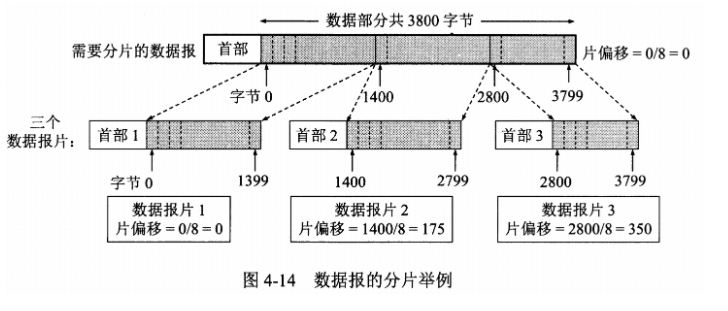 数据部分共 3800 字节
需要分片的数据报 首部 片偏移 = 0/8 = 0
字节 0 1400 2800 3799
三个
数据报片: 首部 1 首部 2 首部 3
字节 0 1399 1400 2799 2800 3799
数据报片 1 数据报片 2 数据报片 3
片偏移 = 0/8 = 0 片偏移 = 1400/8 = 175 片偏移 = 2800/8 = 350
图 4-14 数据报的分片举例